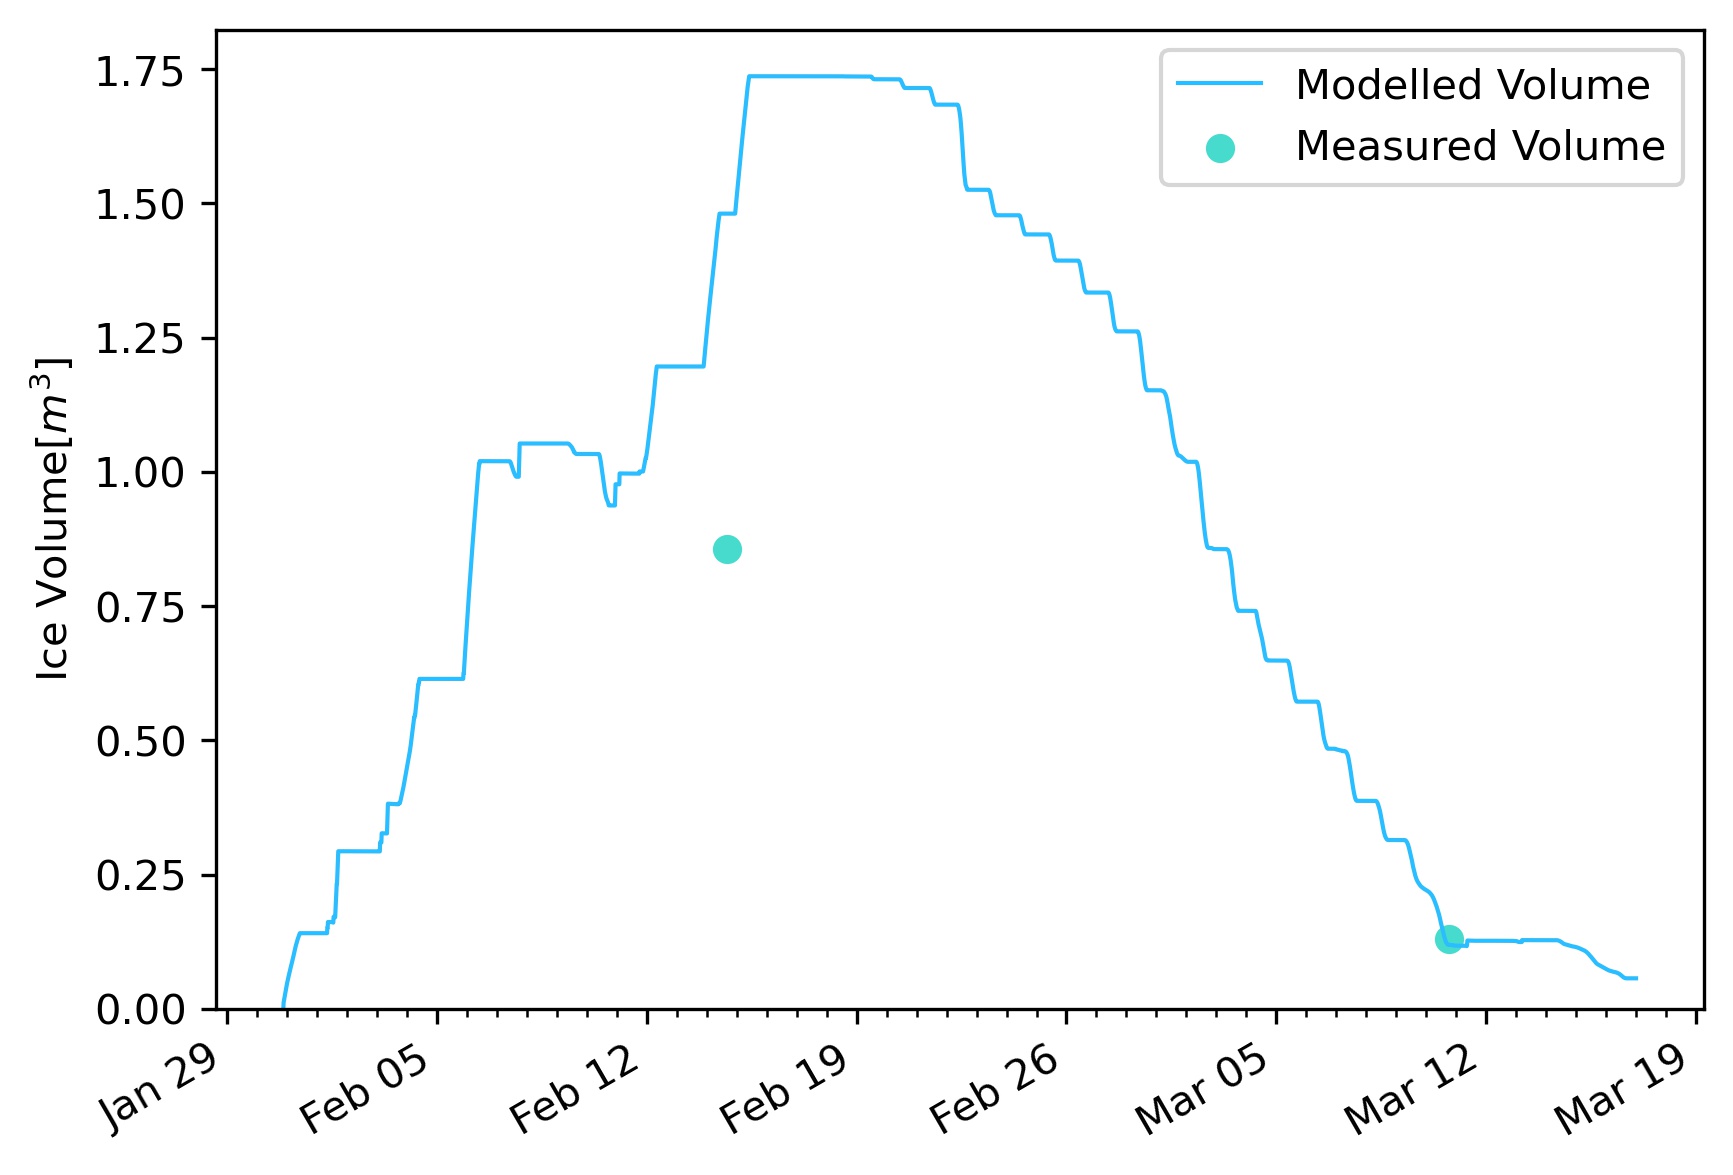 Modelled Volume
Measured Volume
Ice Volume[m³]
1.75
1.50
1.25
1.00
0.75
0.50
0.25
0.00
Jan 29
Feb 05
Feb 12
Feb 19
Feb 26
Mar 05
Mar 12
Mar 19